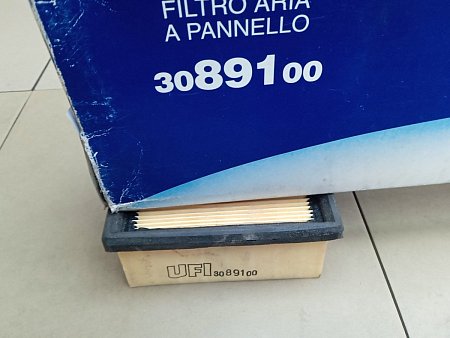 FILTRO ARIA
A PANNELLO
3089100
UFI 3089100